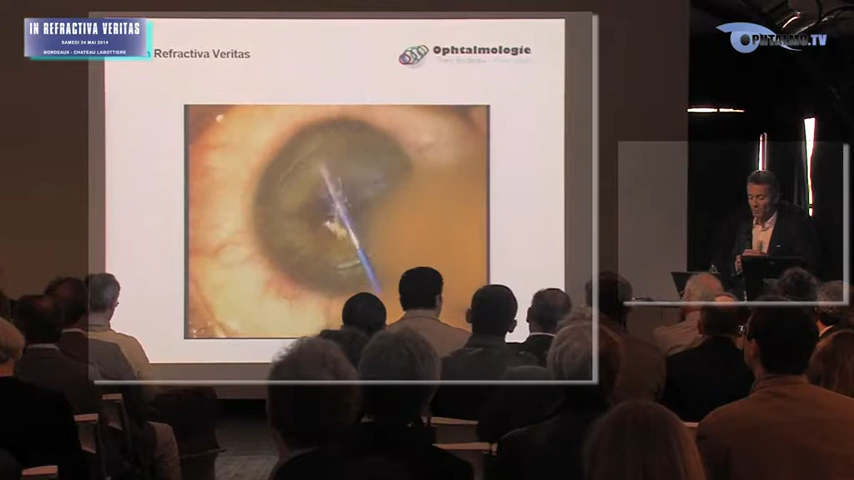 IN REFRACTIVA VERITAS
SAMEDI 24 MAI 2014
BORDEAUX - CHATEAU LABOTTIERE
n Refractiva Veritas
Ophtalmologie
OPHTALMO.TV